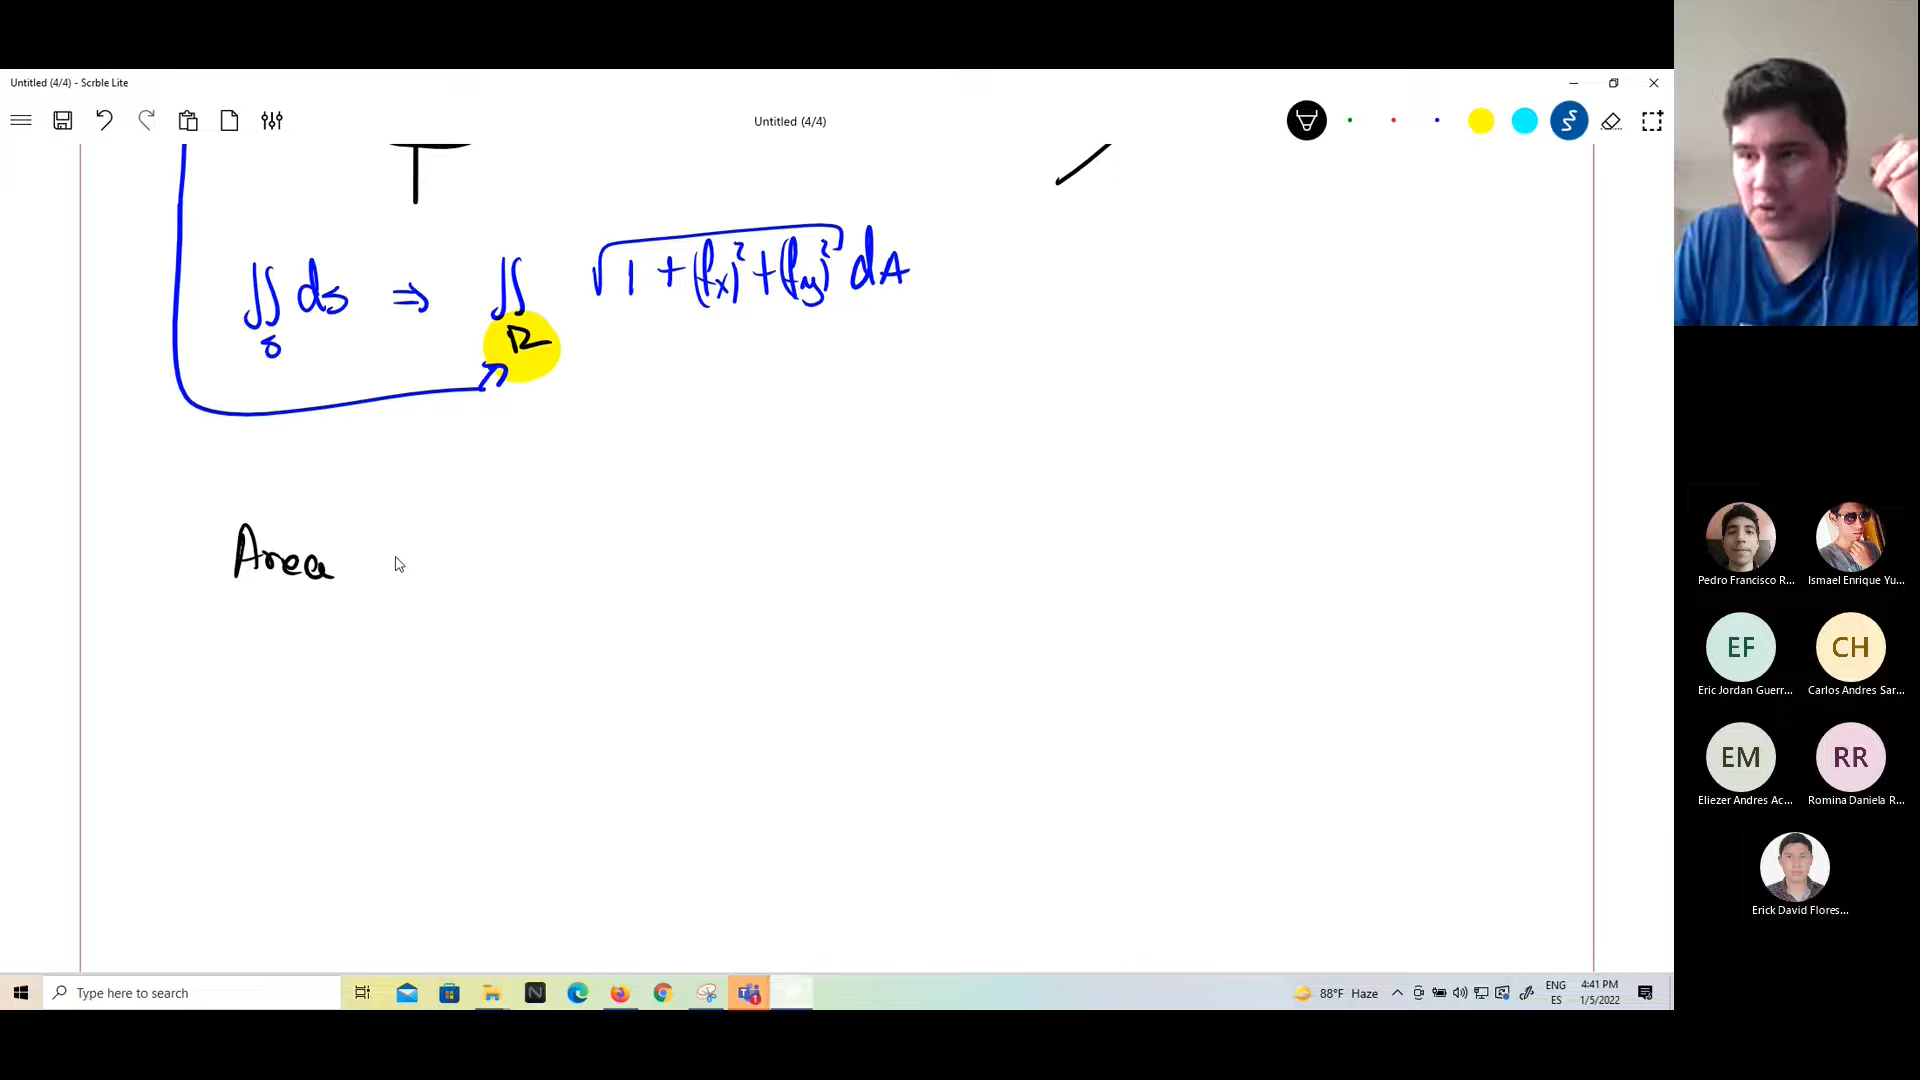 Untitled (4/4) - Scrble Lite
Untitled (4/4)
∬_S ds ⇒ ∬_R √(1 + (fx)² + (fy)²) dA
Area
Pedro Francisco R...
Ismael Enrique Yu...
EF
CH
Eric Jordan Guerr...
Carlos Andres Sar...
EM
RR
Eliezer Andres Ac...
Romina Daniela R...
Erick David Flores...
Type here to search
88°F Haze
ENG
ES
4:41 PM
1/5/2022